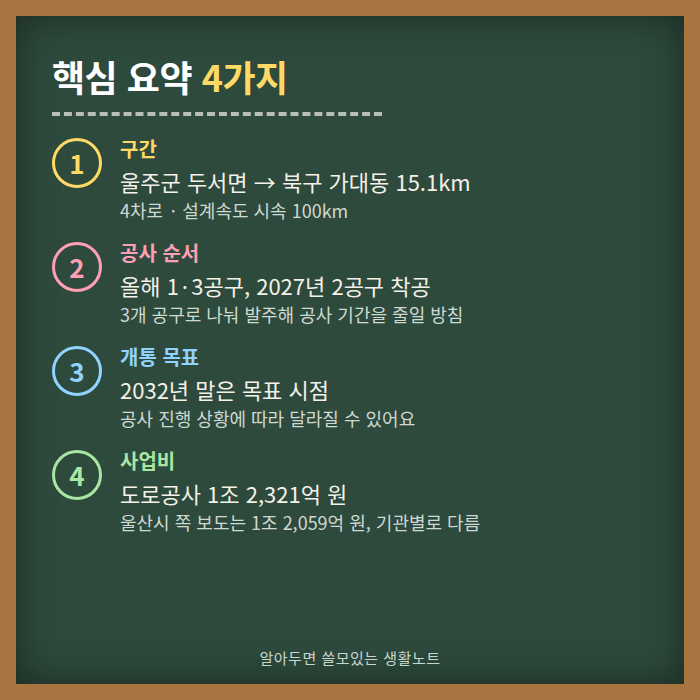 핵심 요약 4가지
1
구간
울주군 두서면 → 북구 가대동 15.1km
4차로 · 설계속도 시속 100km
2
공사 순서
올해 1·3공구, 2027년 2공구 착공
3개 공구로 나눠 발주해 공사 기간을 줄일 방침
3
개통 목표
2032년 말은 목표 시점
공사 진행 상황에 따라 달라질 수 있어요
4
사업비
도로공사 1조 2,321억 원
울산시 쪽 보도는 1조 2,059억 원, 기관별로 다름
알아두면 쓸모있는 생활노트